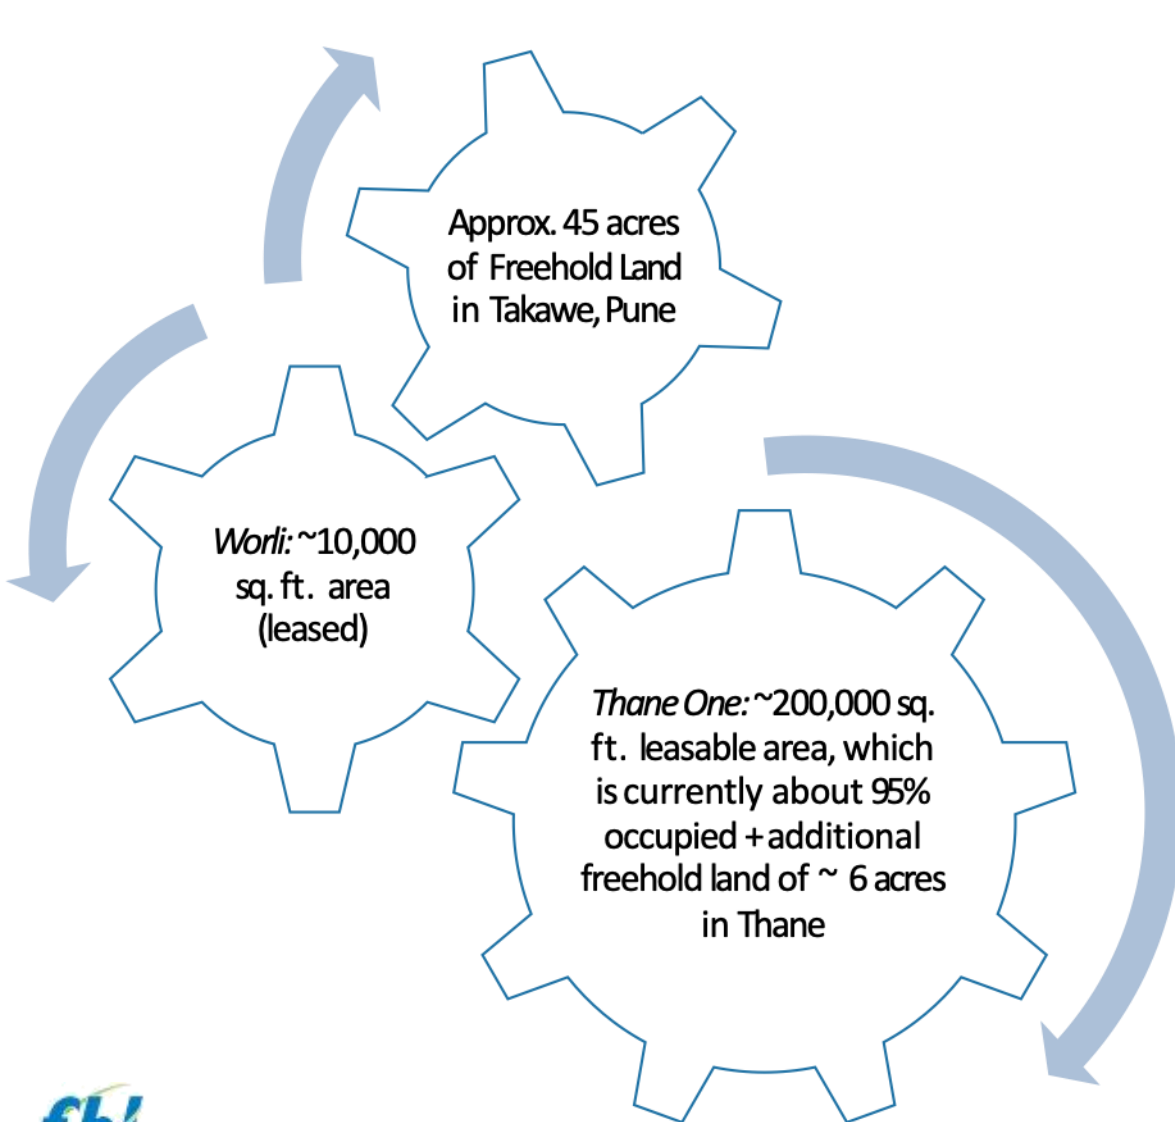 Approx. 45 acres
of Freehold Land
in Takawe, Pune
Worli: ~10,000
sq. ft. area
(leased)
Thane One: ~200,000 sq.
ft. leasable area, which
is currently about 95%
occupied + additional
freehold land of ~ 6 acres
in Thane